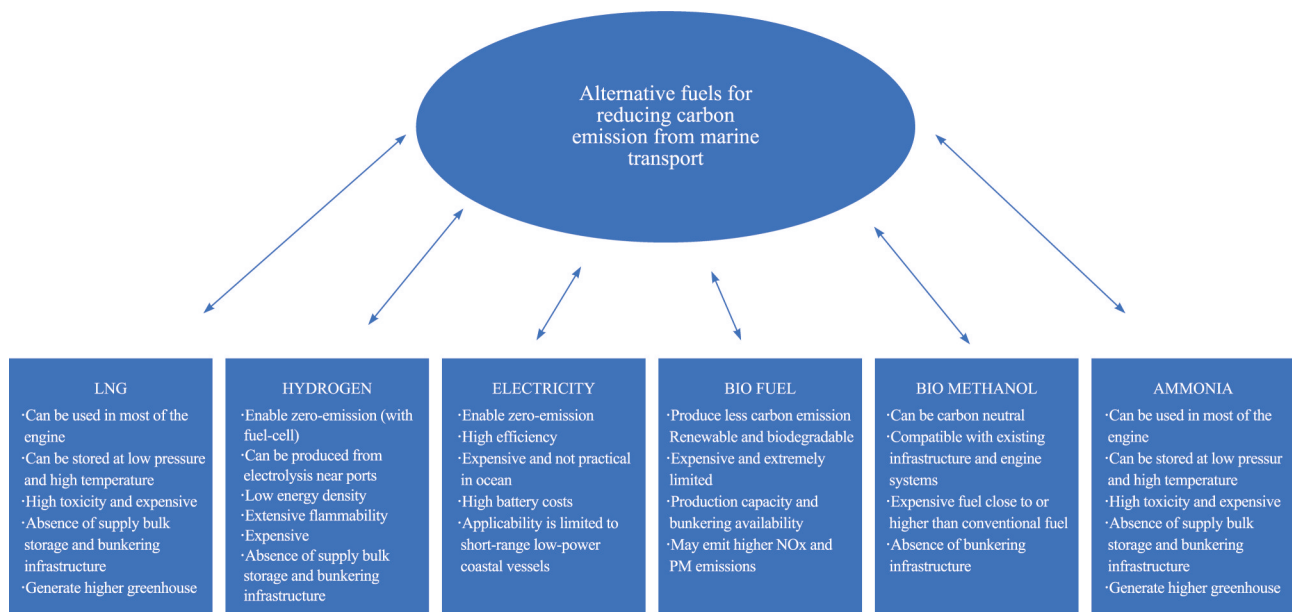 Alternative fuels for
reducing carbon
emission from marine
transport
LNG
·Can be used in most of the
engine
·Can be stored at low pressure
and high temperature
·High toxicity and expensive
·Absence of supply bulk
storage and bunkering
infrastructure
·Generate higher greenhouse
HYDROGEN
·Enable zero-emission (with
fuel-cell)
·Can be produced from
electrolysis near ports
·Low energy density
·Extensive flammability
·Expensive
·Absence of supply bulk
storage and bunkering
infrastructure
ELECTRICITY
·Enable zero-emission
·High efficiency
·Expensive and not practical
in ocean
·High battery costs
·Applicability is limited to
short-range low-power
coastal vessels
BIO FUEL
·Produce less carbon emission
Renewable and biodegradable
·Expensive and extremely
limited
·Production capacity and
bunkering availability
·May emit higher NOx and
PM emissions
BIO METHANOL
·Can be carbon neutral
·Compatible with existing
infrastructure and engine
systems
·Expensive fuel close to or
higher than conventional fuel
·Absence of bunkering
infrastructure
AMMONIA
·Can be used in most of the
engine
·Can be stored at low pressur
and high temperature
·High toxicity and expensive
·Absence of supply bulk
storage and bunkering
infrastructure
·Generate higher greenhouse